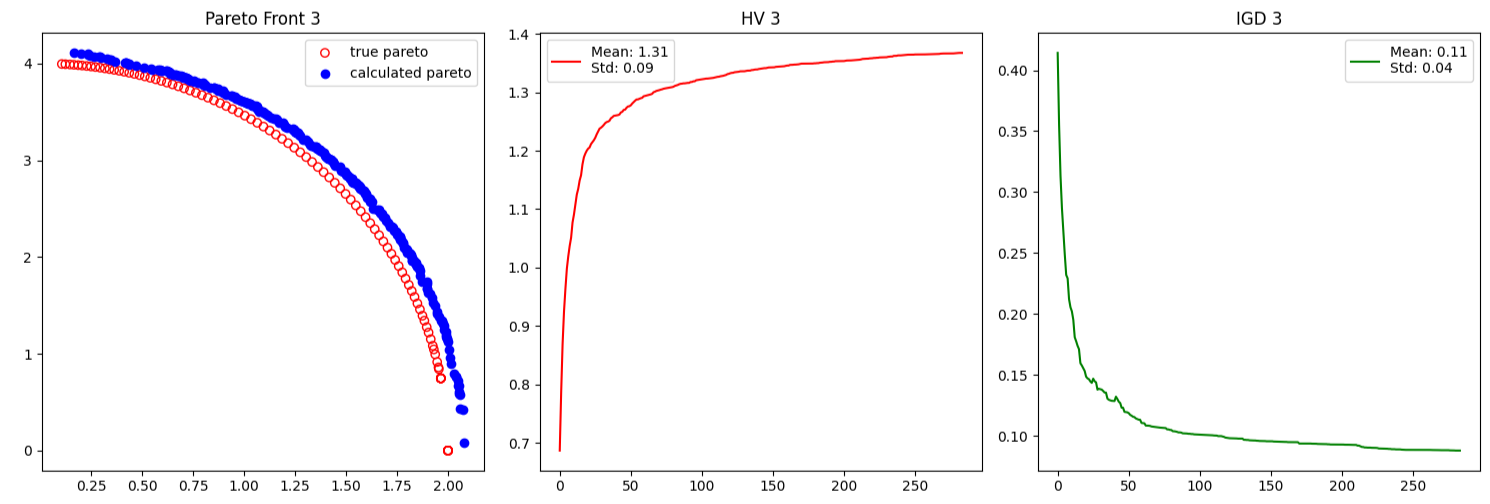 Pareto Front 3
true pareto
calculated pareto
4
3
2
1
0
0.25 0.50 0.75 1.00 1.25 1.50 1.75 2.00
HV 3
Mean: 1.31
Std: 0.09
1.4
1.3
1.2
1.1
1.0
0.9
0.8
0.7
0 50 100 150 200 250
IGD 3
Mean: 0.11
Std: 0.04
0.40
0.35
0.30
0.25
0.20
0.15
0.10
0 50 100 150 200 250